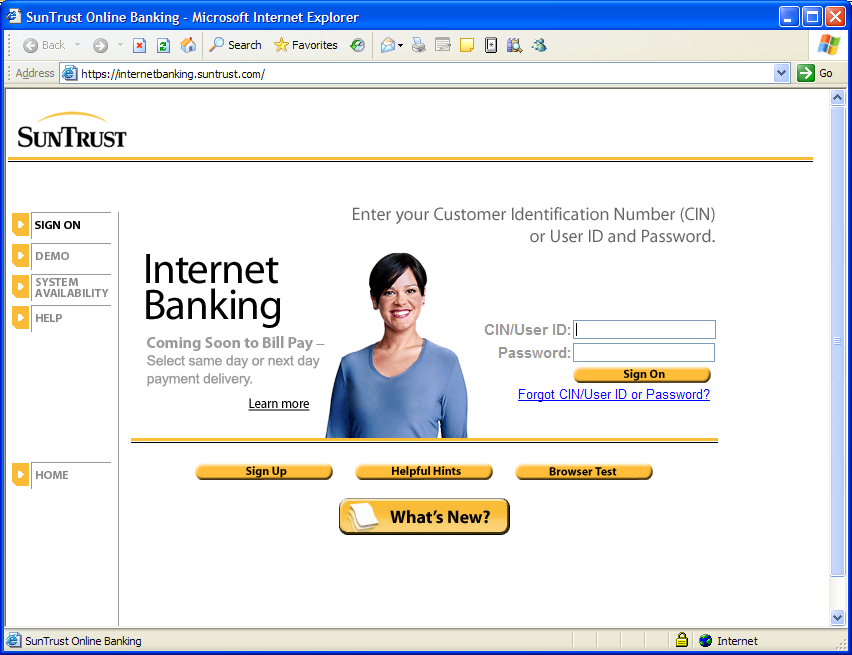 SunTrust Online Banking - Microsoft Internet Explorer
Back Search Favorites
Address https://internetbanking.suntrust.com/ Go
SUNTRUST
Enter your Customer Identification Number (CIN)
or User ID and Password.
SIGN ON
DEMO
SYSTEM
AVAILABILITY
HELP
HOME
Internet
Banking
Coming Soon to Bill Pay –
Select same day or next day
payment delivery.
Learn more
CIN/User ID:
Password:
Sign On
Forgot CIN/User ID or Password?
Sign Up Helpful Hints Browser Test
What's New?
SunTrust Online Banking Internet